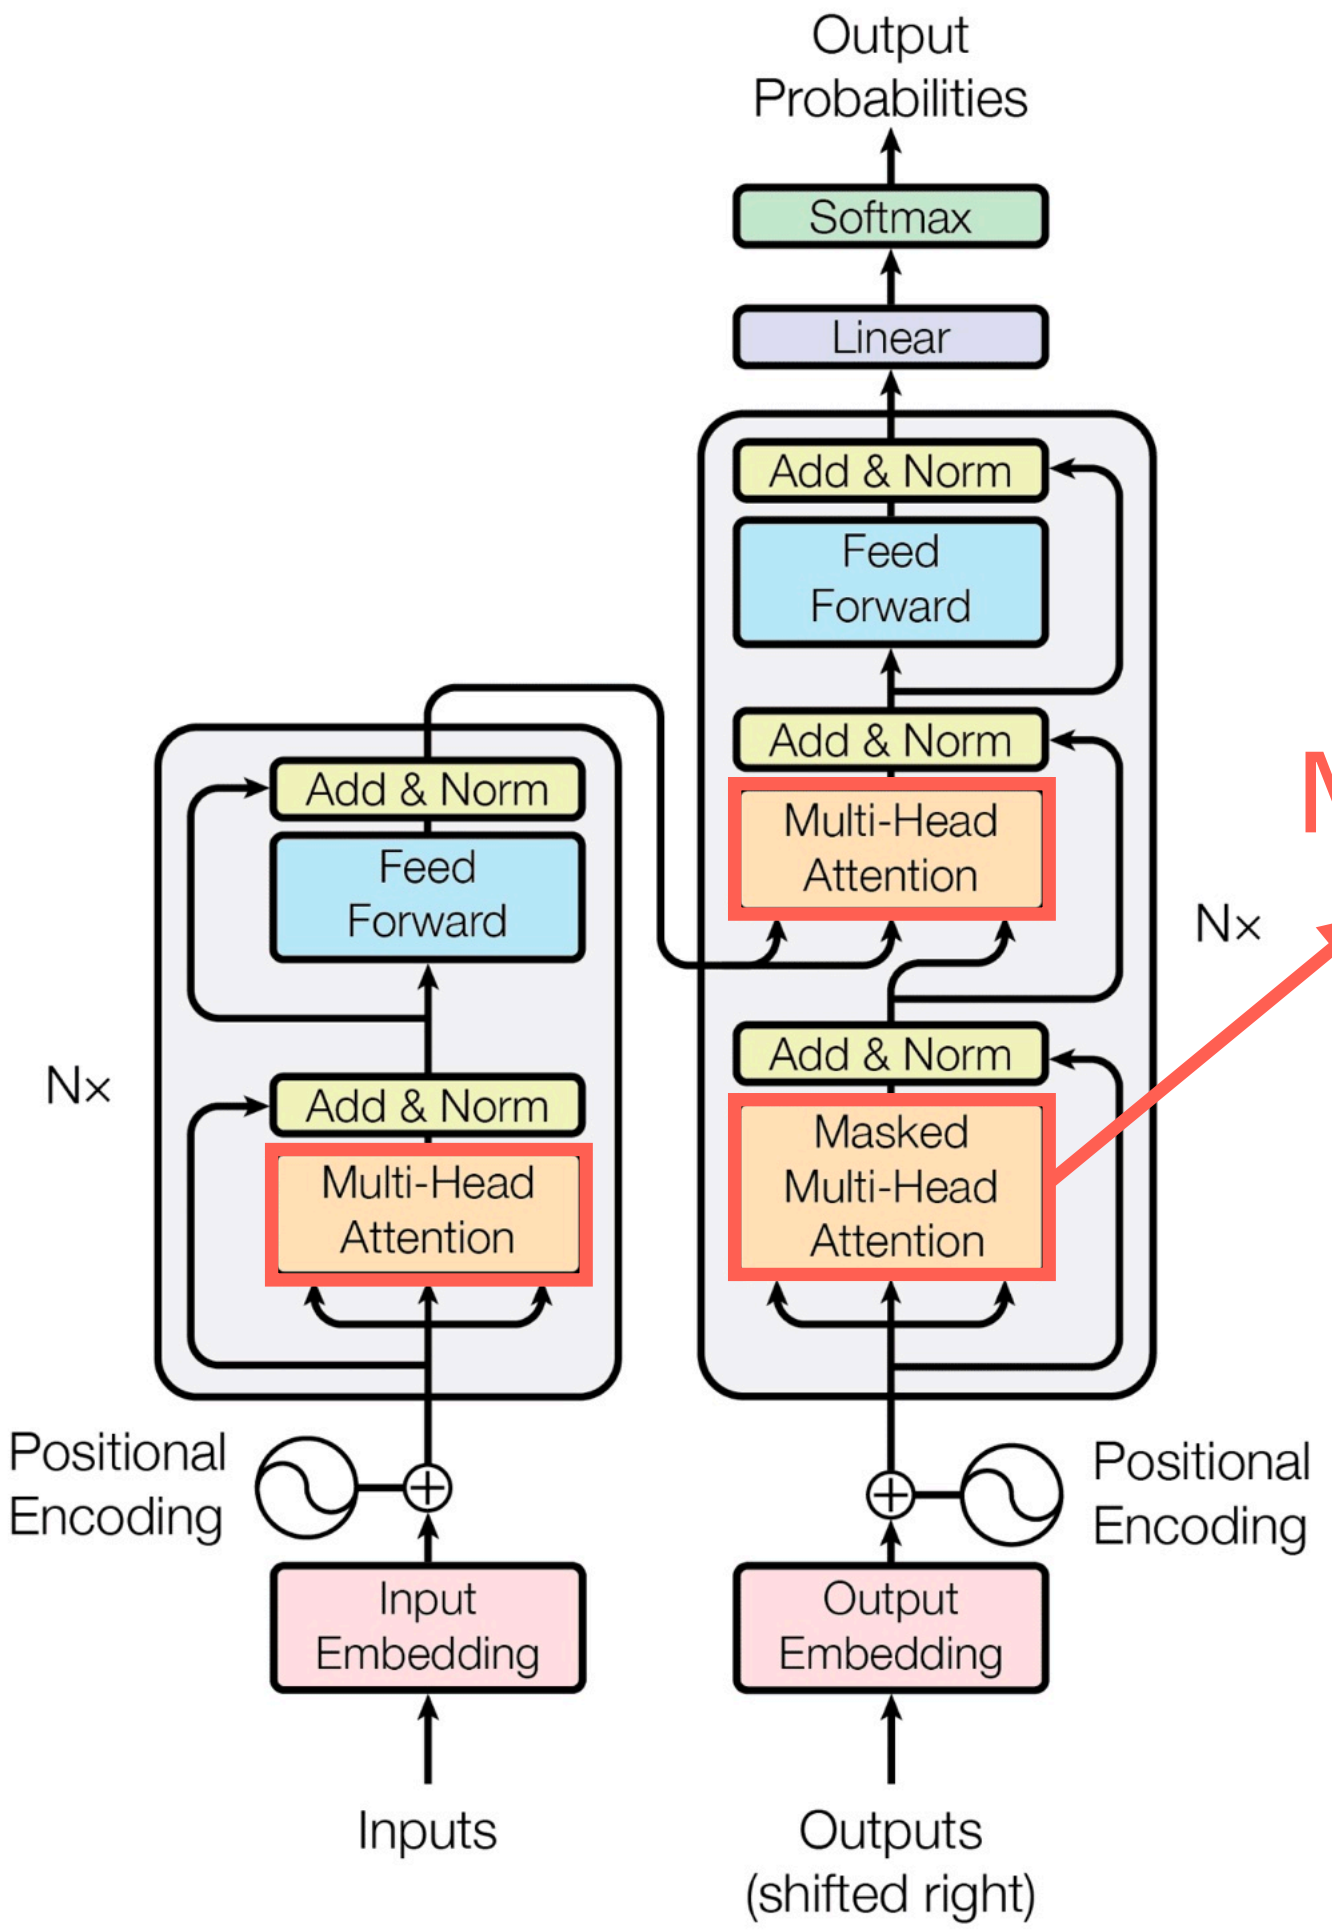 Output
Probabilities
Softmax
Linear
Add & Norm
Feed
Forward
Add & Norm
Multi-Head
Attention
Nx
Add & Norm
Masked
Multi-Head
Attention
Add & Norm
Feed
Forward
Nx
Add & Norm
Multi-Head
Attention
Positional
Encoding
Positional
Encoding
Input
Embedding
Output
Embedding
Inputs
Outputs
(shifted right)